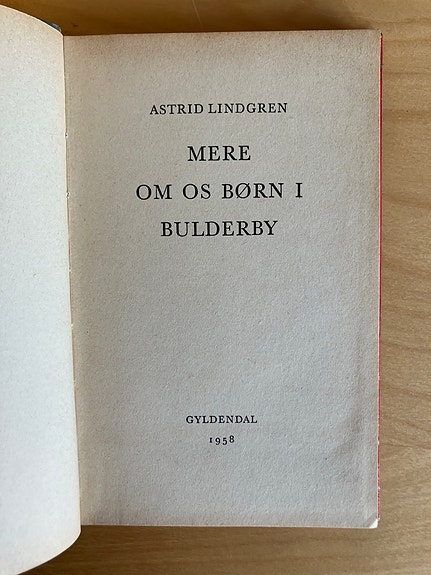 ASTRID LINDGREN
MERE
OM OS BØRN I
BULDERBY
GYLDENDAL
1958